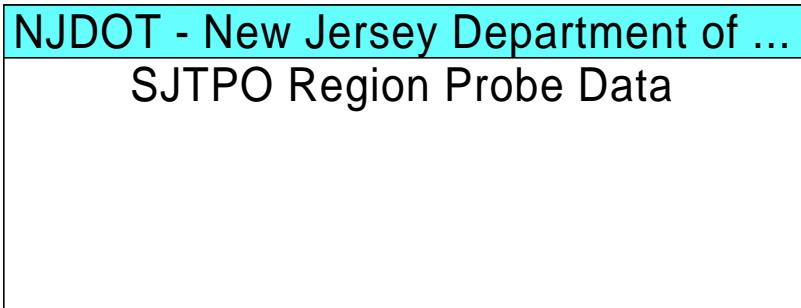 NJDOT - New Jersey Department of ...
SJTPO Region Probe Data